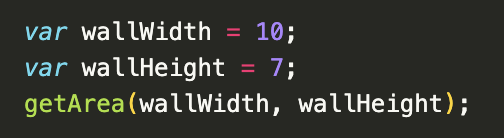 var wallWidth = 10;
var wallHeight = 7;
getArea(wallWidth, wallHeight);